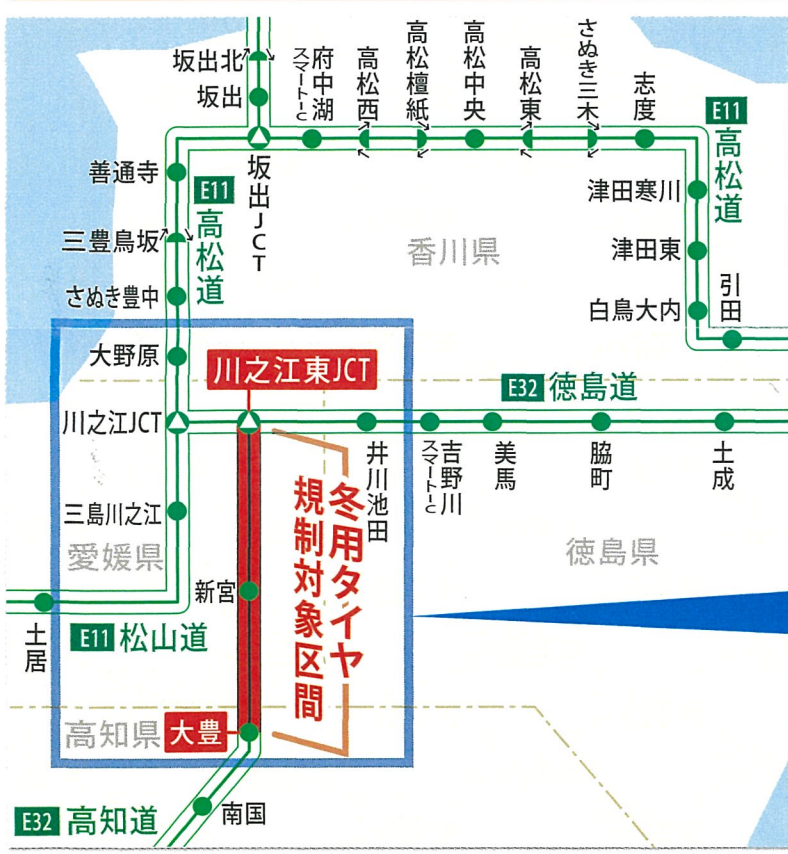 坂出北
坂出
府中湖
スマートIC
高松西
高松檀紙
高松中央
高松東
さぬき三木
志度
E11
高松道
善通寺
坂出JCT
E11
高松道
津田寒川
三豊鳥坂
香川県
津田東
さぬき豊中
白鳥大内
引田
大野原
川之江東JCT
E32 徳島道
川之江JCT
井川池田
吉野川
スマートIC
美馬
脇町
土成
三島川之江
冬用タイヤ
規制対象区間
愛媛県
徳島県
新宮
土居
E11 松山道
高知県
大豊
E32 高知道
南国